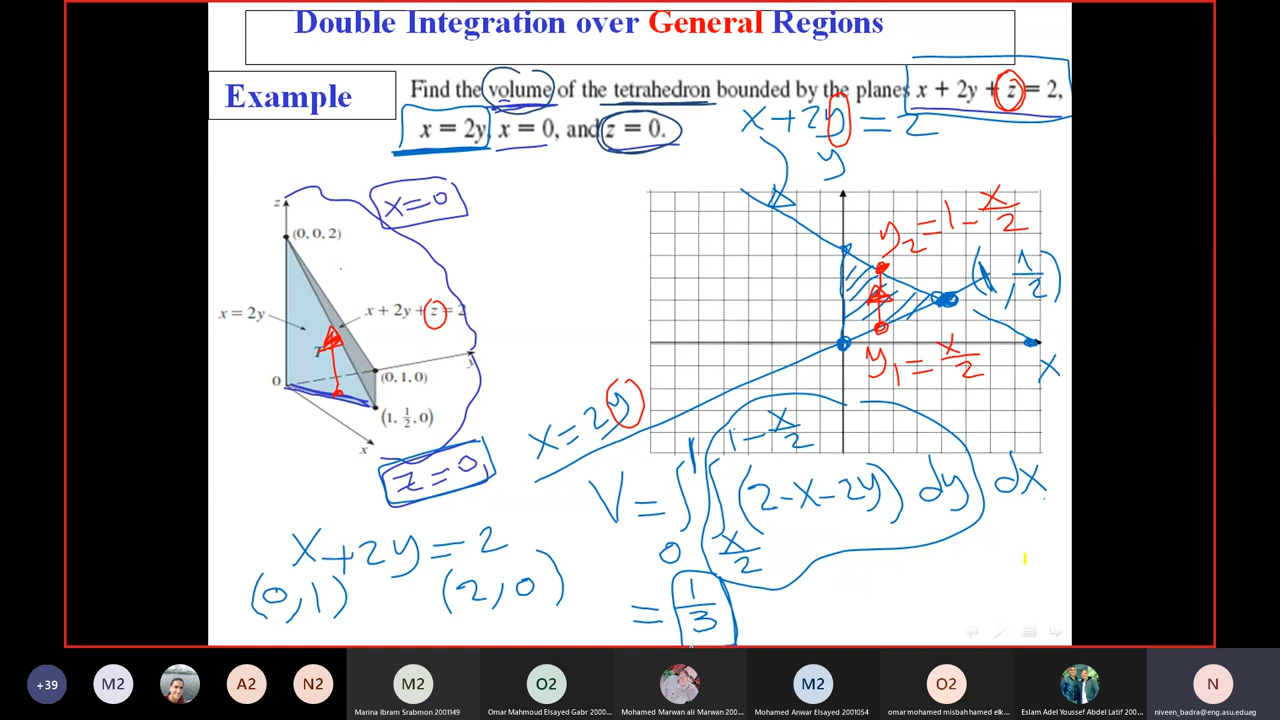 Double Integration over General Regions
Example
Find the volume of the tetrahedron bounded by the planes x + 2y + z = 2,
x = 2y, x = 0, and z = 0.
x + 2y = 2
y
x = 0
z
(0, 0, 2)
x = 2y
x + 2y + z = 2
T
y
0
(0, 1, 0)
(1, 1/2, 0)
x
z = 0
y₂ = 1 - x/2
(1, 1/2)
x
y₁ = x/2
x = 2y
V = ∫₀¹ ∫_{x/2}^{1 - x/2} (2 - x - 2y) dy dx
x + 2y = 2
(0, 1) (2, 0)
= 1/3
+39 M2 A2 N2 M2 O2 M2 O2 N
Marina Ibram Srabmon 2001149 Omar Mahmoud Elsayed Gabr 2000... Mohamed Marwan ali Marwan 200... Mohamed Anwar Elsayed 2001054 omar mohamed misbah hamed elk... Eslam Adel Youssef Abdel Latif 200... niveen_badra@eng.asu.edueg